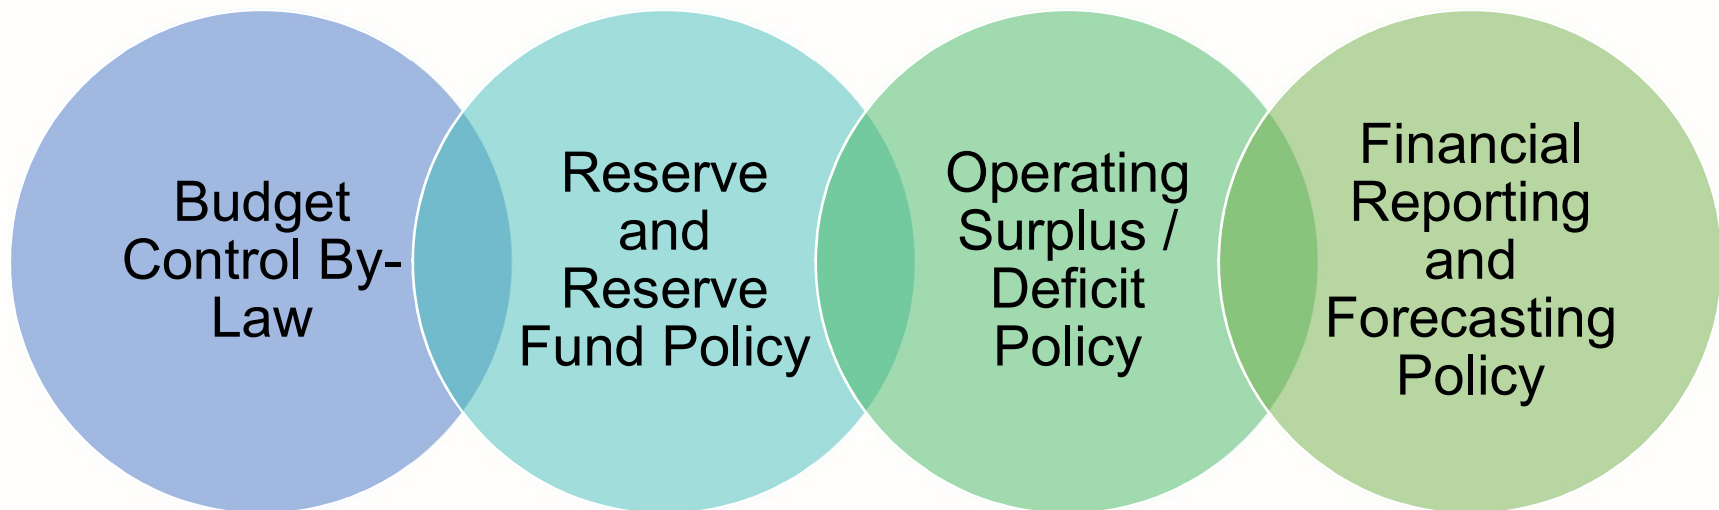 Budget
Control By-
Law
Reserve
and
Reserve
Fund Policy
Operating
Surplus /
Deficit
Policy
Financial
Reporting
and
Forecasting
Policy